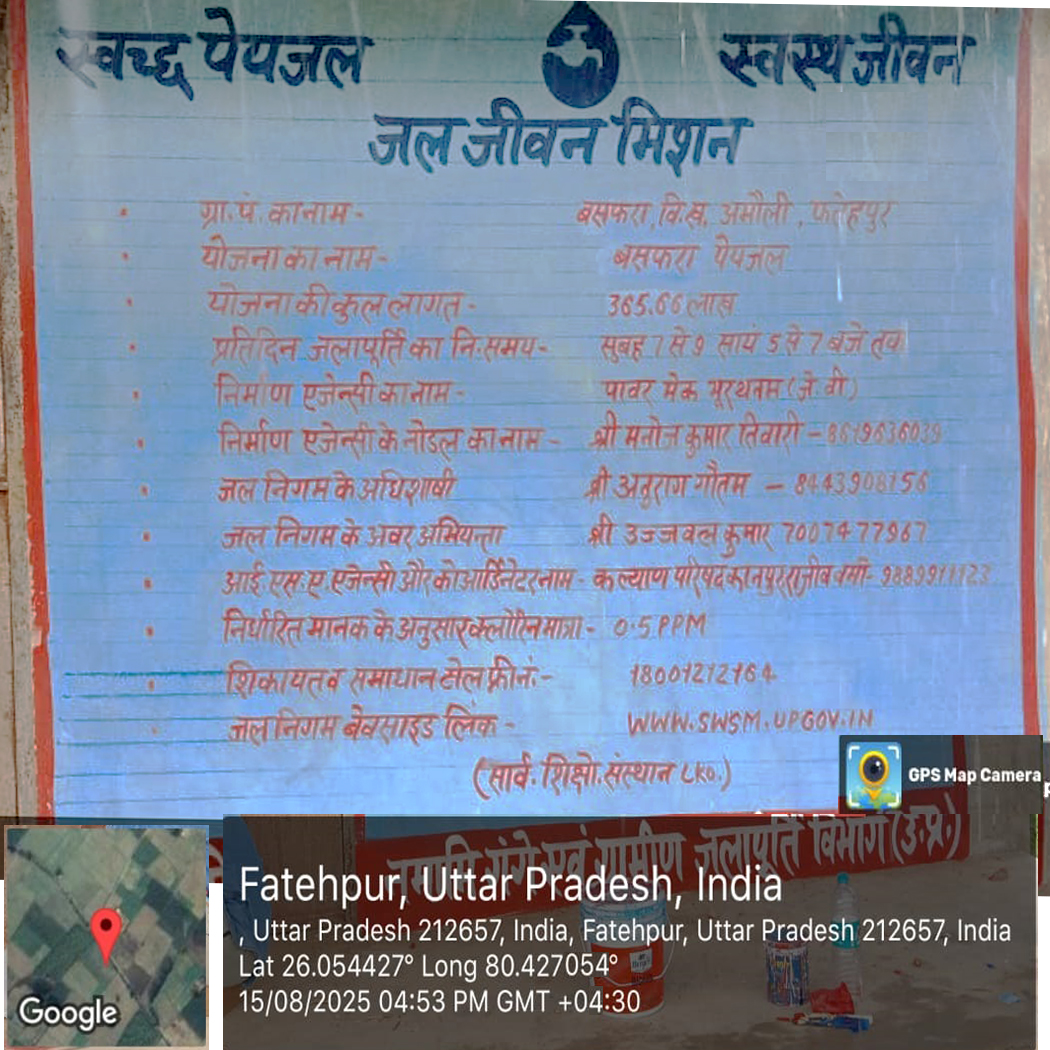 स्वच्छ पेयजल स्वस्थ जीवन
जल जीवन मिशन
ग्रा.पं. का नाम - बसफरा, वि.ख. अमौली, फतेहपुर
योजना का नाम - बसफरा पेयजल
योजना की कुल लागत - 365.66 लाख
प्रतिदिन जलापूर्ति का नि:समय - सुबह 7 से 9 सायं 5 से 7 बजे तक
निर्माण एजेन्सी का नाम - पावर मेक भूरथनम (जे. वी)
निर्माण एजेन्सी के नोडल का नाम - श्री मनोज कुमार तिवारी - 8619636039
जल निगम के अधिशाषी श्री अनुराण गौतम - 8443908156
जल निगम के अवर अभियन्ता श्री उज्जवल कुमार 7007477967
आई.एस.ए. एजेन्सी और कोआर्डिनेटर नाम - कल्याण परिषद कानपुर राजीव वर्मा -
निर्धारित मानक के अनुसार क्लोरिन मात्रा - 0.5 PPM
शिकायत व समाधान टोल फ्री नं:- 18001212164
जल निगम बेवसाइड लिंक - WWW.SWSM.UPGOV.IN
(सार्व. शिक्षो. संस्थान LKO.)
नमामि गंगे एवं ग्रामीण जलापूर्ति विभाग (उ.प्र.)
GPS Map Camera
Fatehpur, Uttar Pradesh, India
, Uttar Pradesh 212657, India, Fatehpur, Uttar Pradesh 212657, India
Lat 26.054427° Long 80.427054°
15/08/2025 04:53 PM GMT +04:30
Google